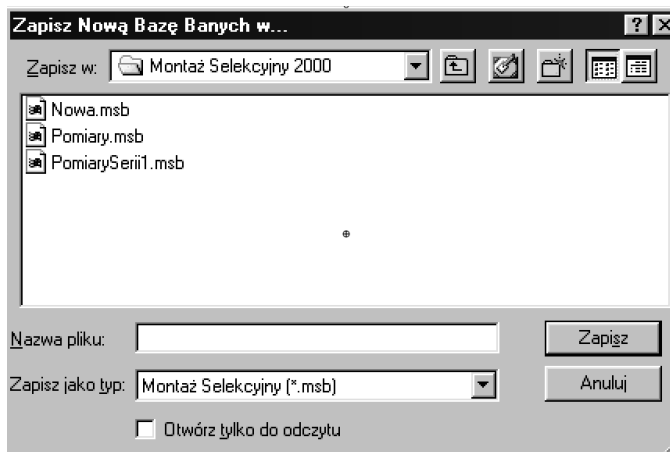 Zapisz Nową Bazę Banych w...
Zapisz w: Montaż Selekcyjny 2000
Nowa.msb
Pomiary.msb
PomiarySerii1.msb
Nazwa pliku: Zapisz
Zapisz jako typ: Montaż Selekcyjny (*.msb) Anuluj
Otwórz tylko do odczytu